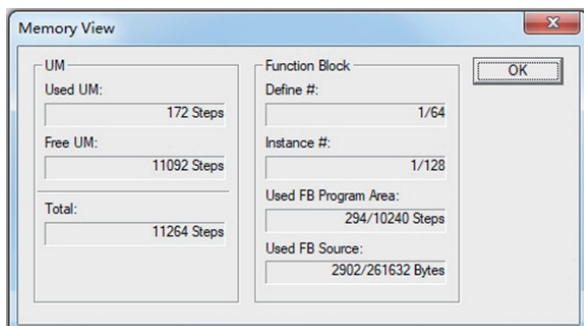 Memory View
UM
Used UM:
172 Steps
Free UM:
11092 Steps
Total:
11264 Steps
Function Block
Define #:
1/64
Instance #:
1/128
Used FB Program Area:
294/10240 Steps
Used FB Source:
2902/261632 Bytes
OK